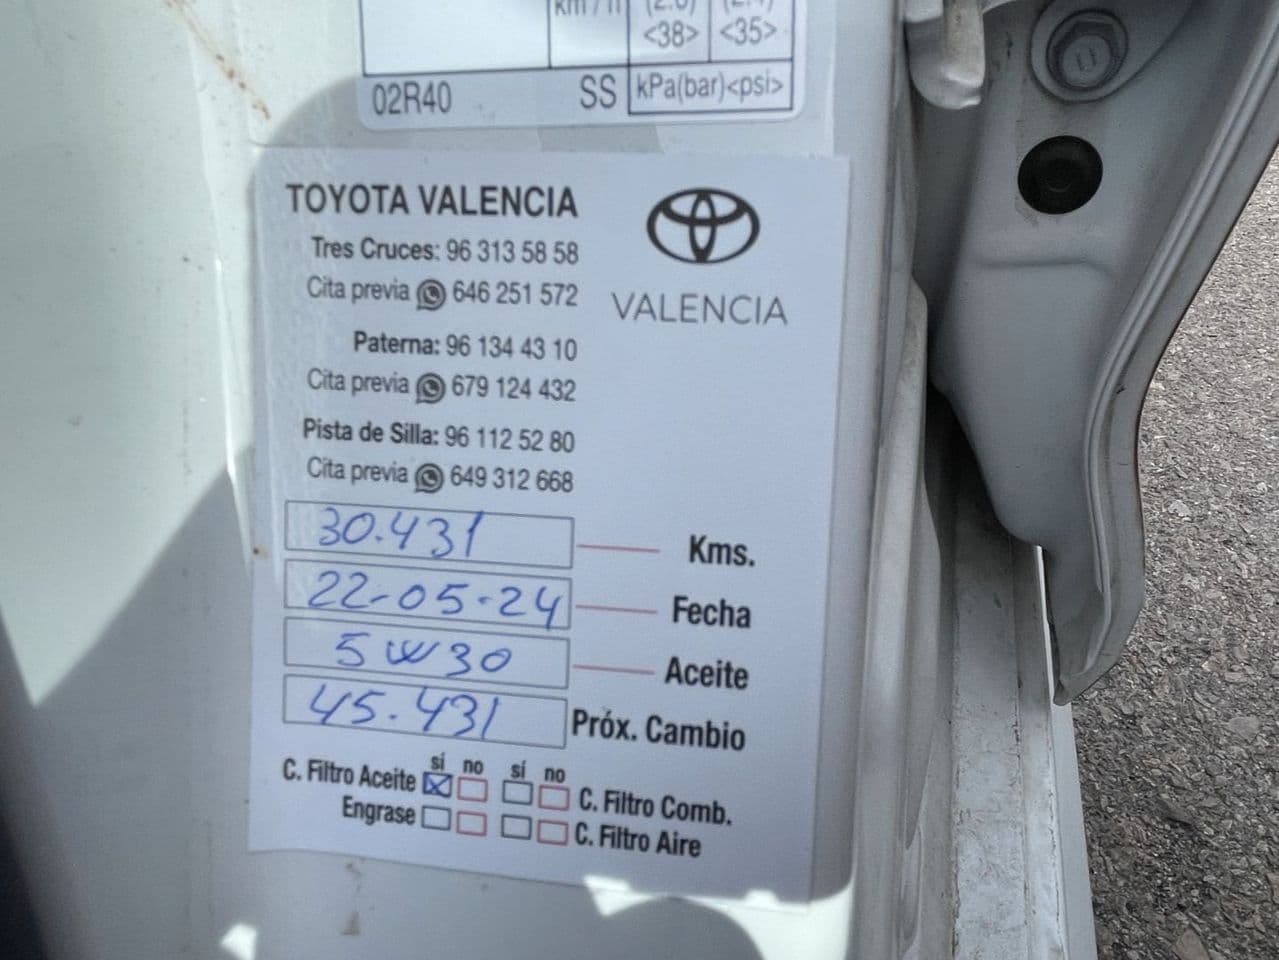 km / h
<38> <35>
02R40 SS kPa(bar)<psi>
TOYOTA VALENCIA
Tres Cruces: 96 313 58 58
Cita previa 646 251 572
VALENCIA
Paterna: 96 134 43 10
Cita previa 679 124 432
Pista de Silla: 96 112 52 80
Cita previa 649 312 668
30.431 Kms.
22-05-24 Fecha
5W30 Aceite
45.431 Próx. Cambio
sí no sí no
C. Filtro Aceite C. Filtro Comb.
Engrase C. Filtro Aire